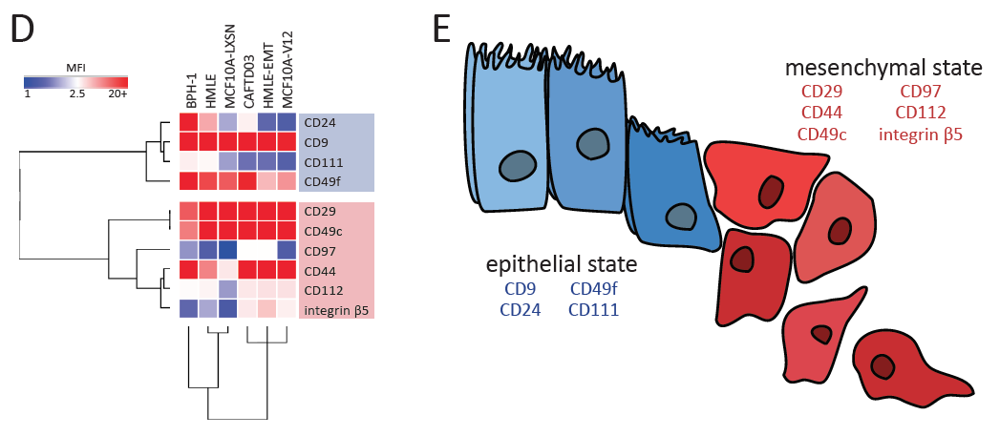 D
MFI
1 2.5 20+
BPH-1
HMLE
MCF10A-LXSN
CAFTD03
HMLE-EMT
MCF10A-V12
CD24
CD9
CD111
CD49f
CD29
CD49c
CD97
CD44
CD112
integrin β5
E
mesenchymal state
CD29 CD97
CD44 CD112
CD49c integrin β5
epithelial state
CD9 CD49f
CD24 CD111